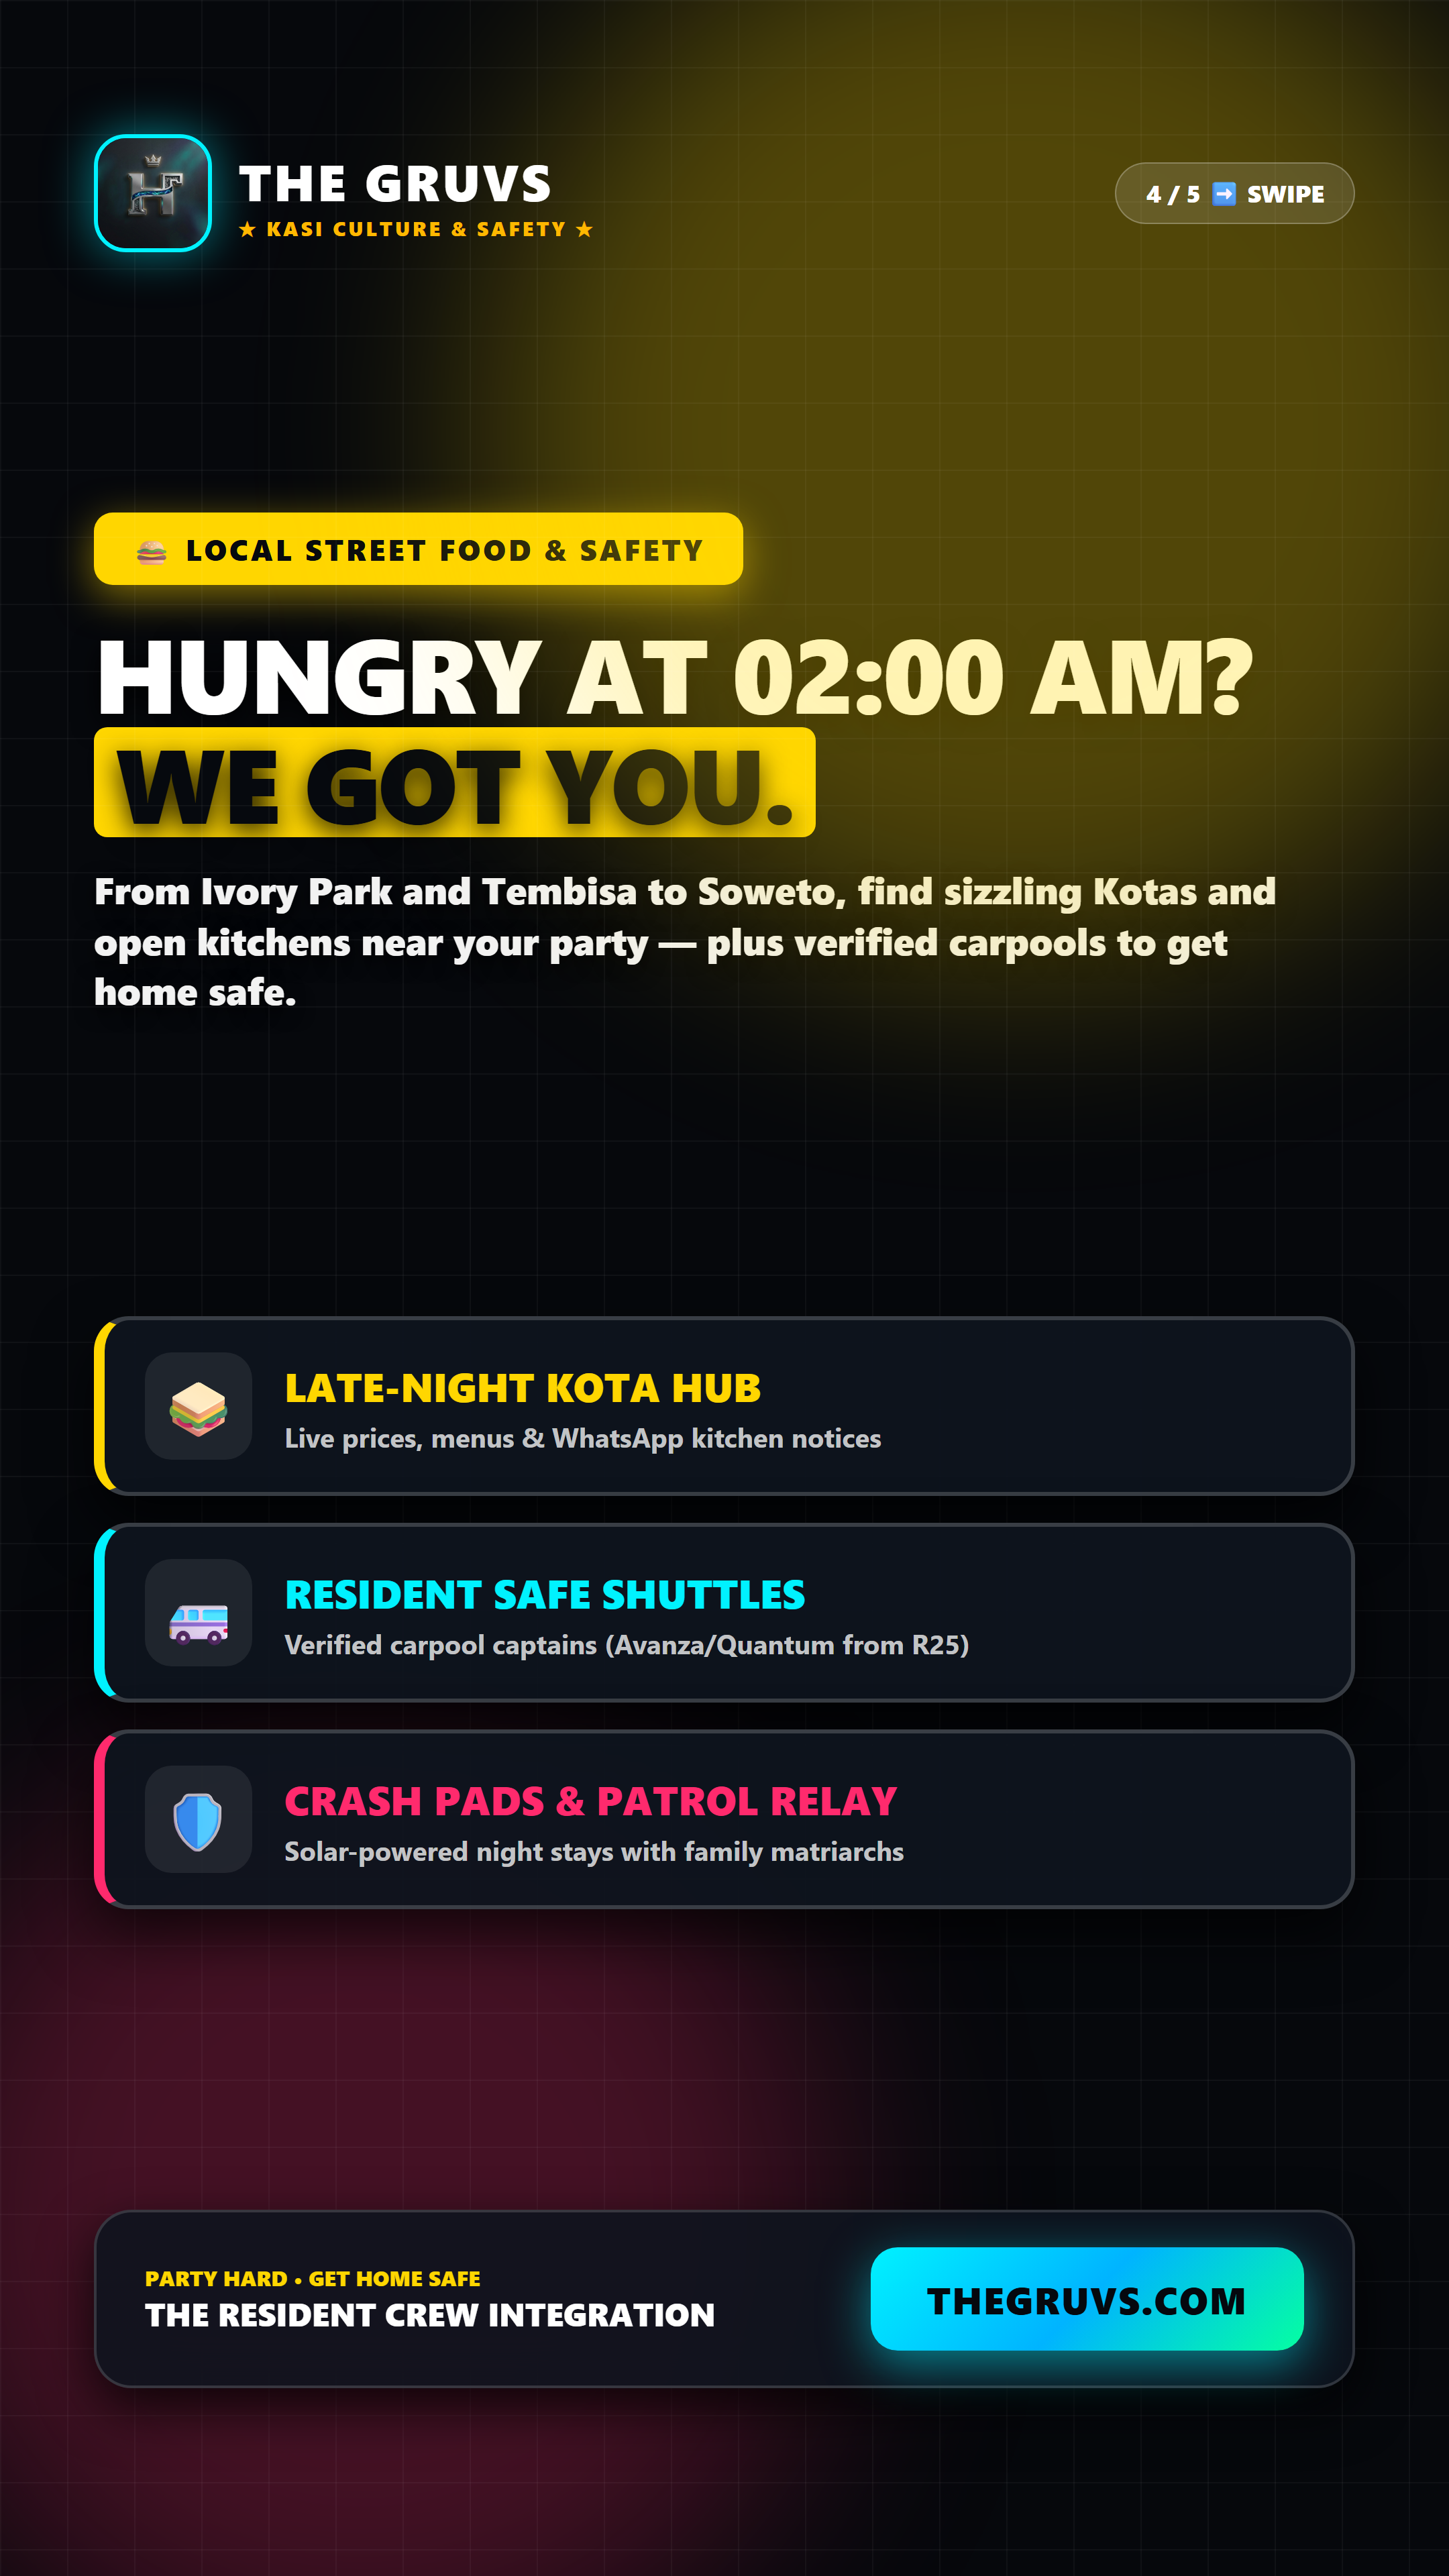 THE GRUVS
★ KASI CULTURE & SAFETY ★
4 / 5 ➡️ SWIPE
🍔 LOCAL STREET FOOD & SAFETY
HUNGRY AT 02:00 AM?
WE GOT YOU.
From Ivory Park and Tembisa to Soweto, find sizzling Kotas and
open kitchens near your party — plus verified carpools to get
home safe.
LATE-NIGHT KOTA HUB
Live prices, menus & WhatsApp kitchen notices
RESIDENT SAFE SHUTTLES
Verified carpool captains (Avanza/Quantum from R25)
CRASH PADS & PATROL RELAY
Solar-powered night stays with family matriarchs
PARTY HARD • GET HOME SAFE
THE RESIDENT CREW INTEGRATION
THEGRUVS.COM